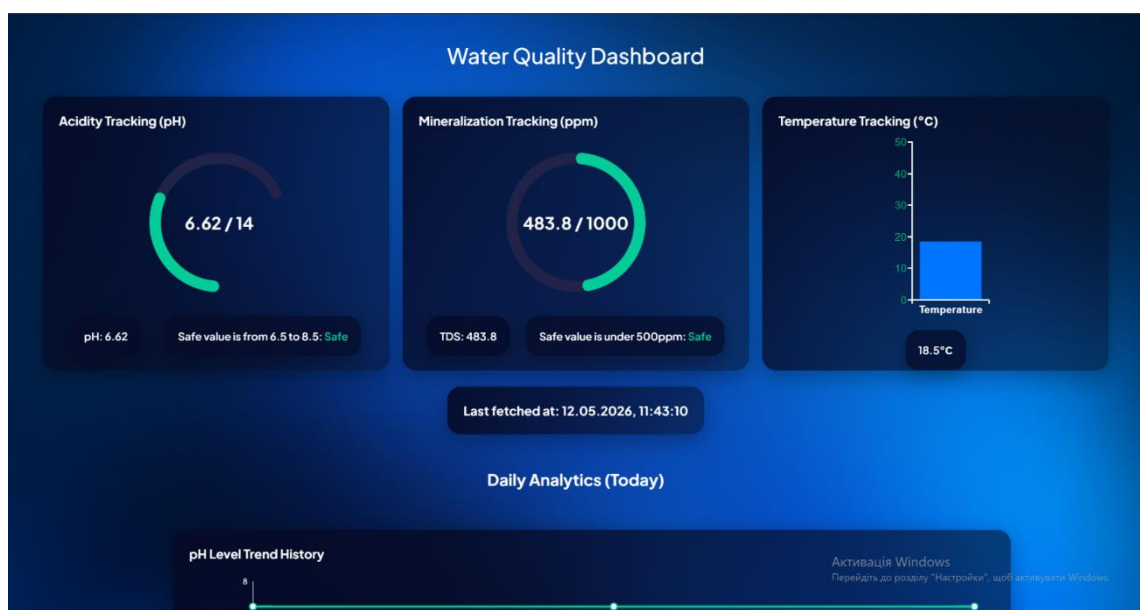 Water Quality Dashboard
Acidity Tracking (pH)
6.62 / 14
pH: 6.62
Safe value is from 6.5 to 8.5: Safe
Mineralization Tracking (ppm)
483.8 / 1000
TDS: 483.8
Safe value is under 500ppm: Safe
Temperature Tracking (°C)
50
40
30
20
10
0
Temperature
18.5°C
Last fetched at: 12.05.2026, 11:43:10
Daily Analytics (Today)
pH Level Trend History
8
Активація Windows
Перейдіть до розділу "Настройки", щоб активувати Windows.